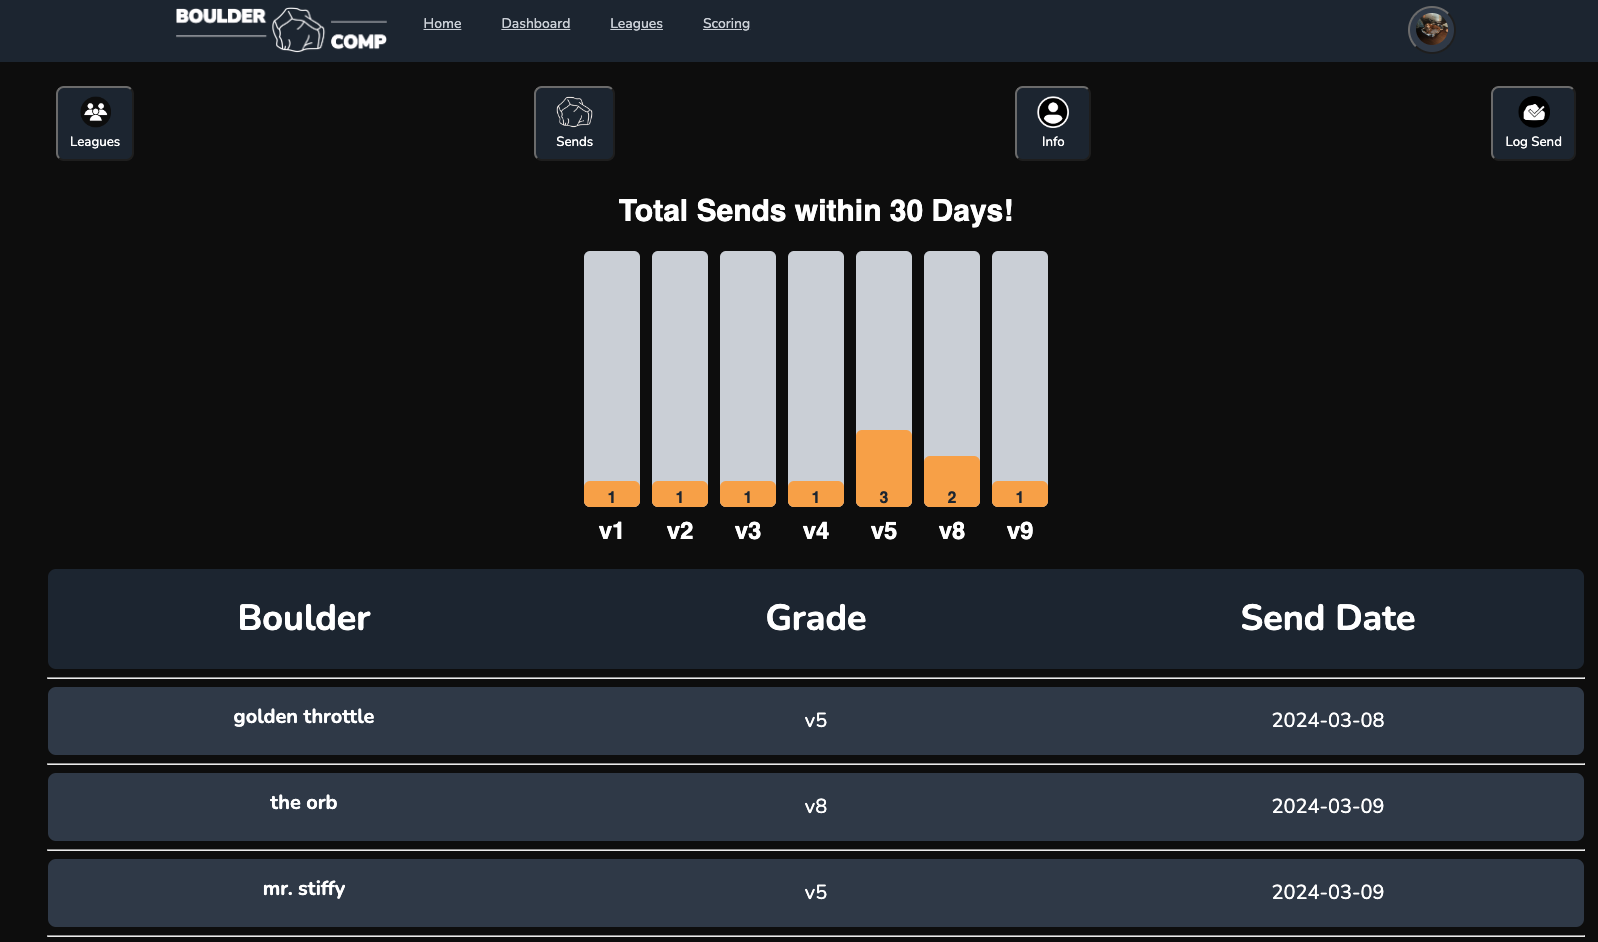 BOULDER
COMP
Home Dashboard Leagues Scoring
Leagues Sends Info Log Send
Total Sends within 30 Days!
1 1 1 1 3 2 1
v1 v2 v3 v4 v5 v8 v9
Boulder Grade Send Date
golden throttle v5 2024-03-08
the orb v8 2024-03-09
mr. stiffy v5 2024-03-09